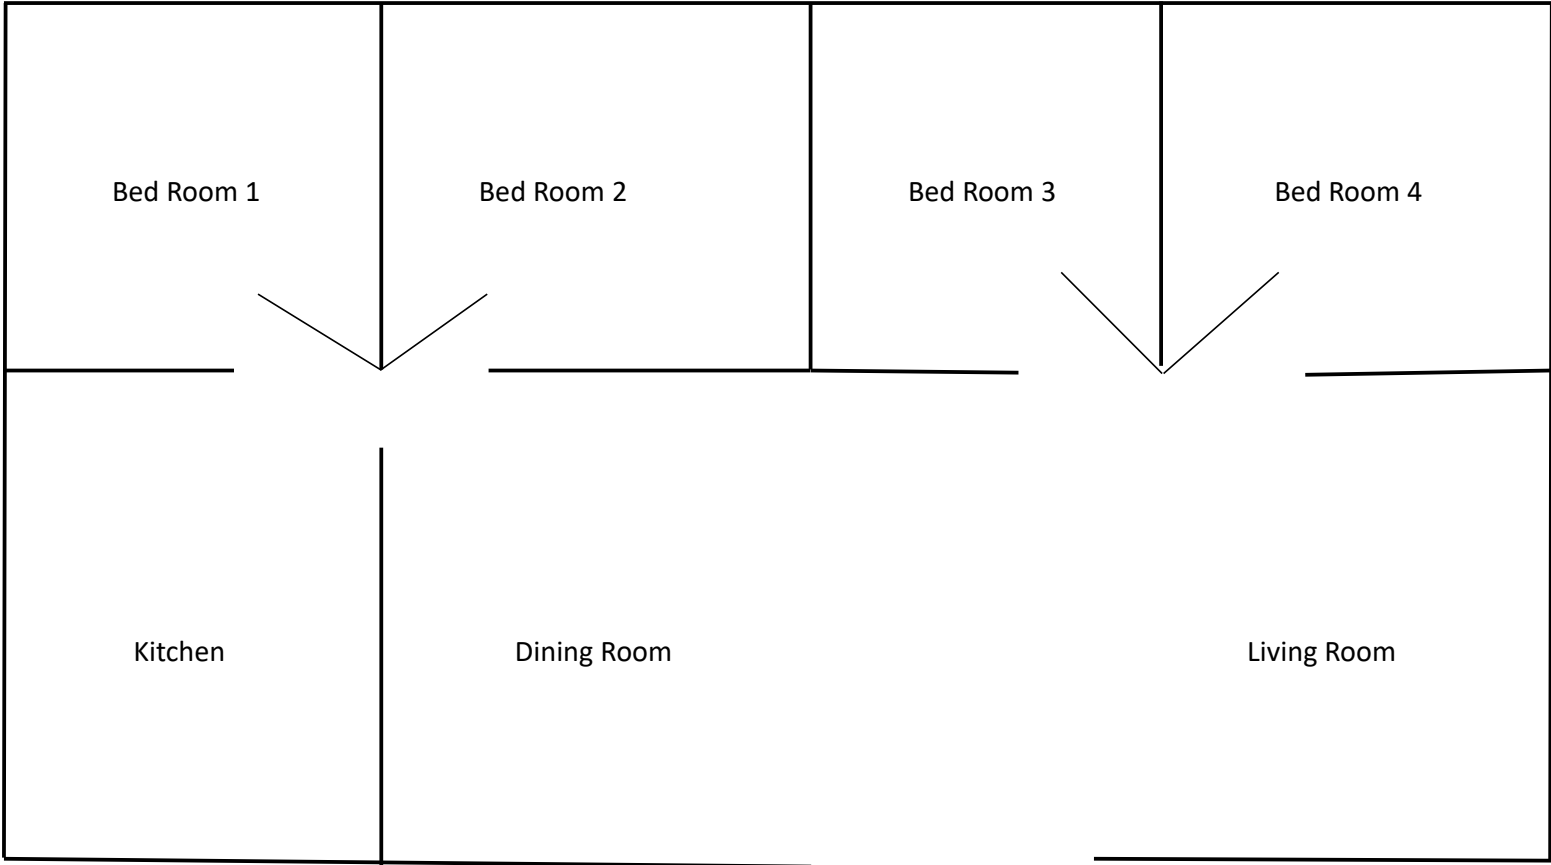 Bed Room 1
Bed Room 2
Bed Room 3
Bed Room 4
Kitchen
Dining Room
Living Room